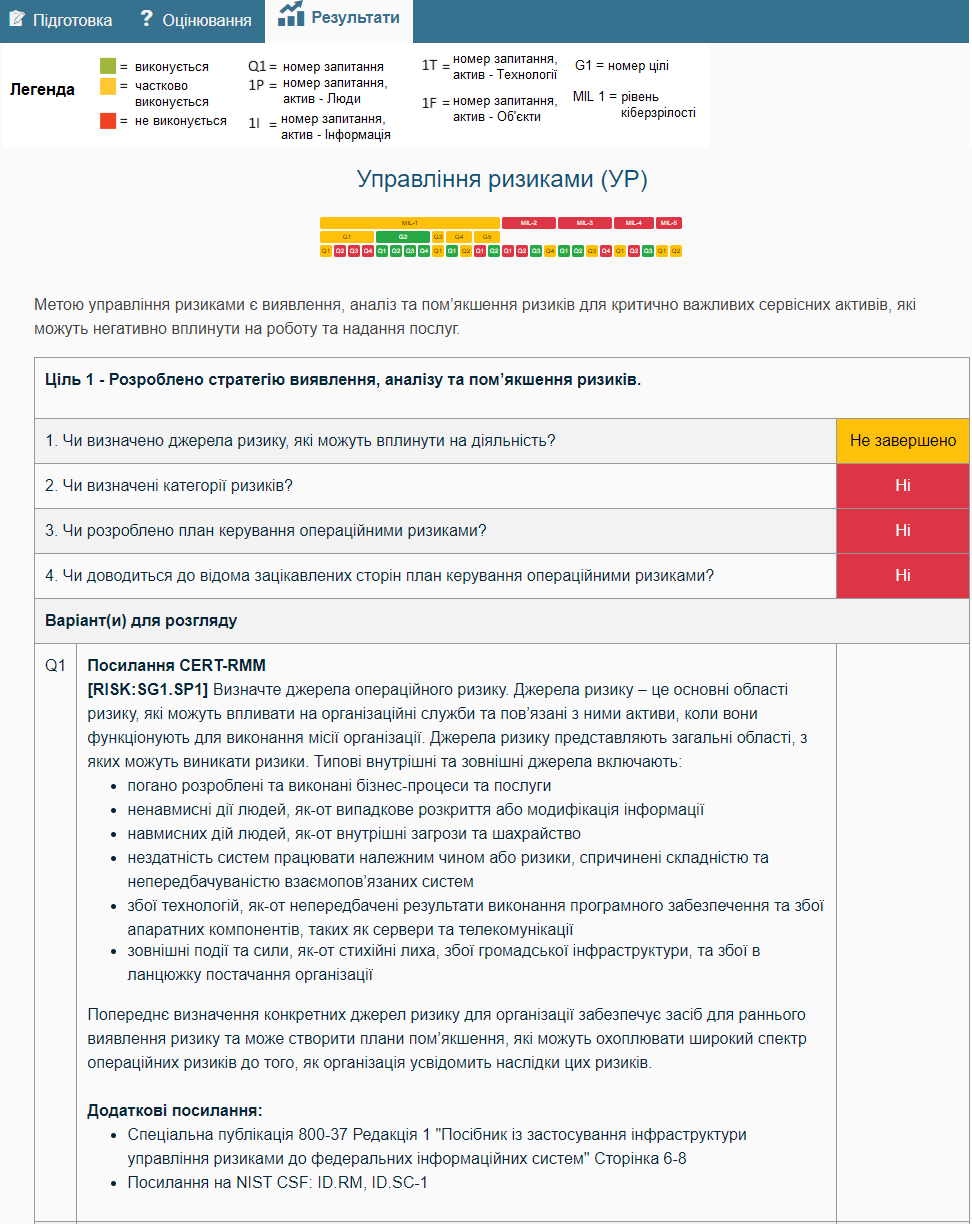 Підготовка
? Оцінювання
Результати
Легенда
= виконується
= частково
виконується
= не виконується
Q1 = номер запитання
1P = номер запитання,
актив - Люди
1I = номер запитання,
актив - Інформація
1T = номер запитання,
актив - Технології
1F = номер запитання,
актив - Об'єкти
G1 = номер цілі
MIL 1 = рівень
кіберзрілості
Управління ризиками (УР)
MIL-1 MIL-2 MIL-3 MIL-4 MIL-5
G1 G2 G3 G4 G5
Q1 Q2 Q3 Q4 Q1 Q2 Q3 Q4 Q1 Q1 Q2 Q1 Q2 Q1 Q2 Q3 Q4 Q1 Q2 Q3 Q4 Q1 Q2 Q3 Q1 Q2
Метою управління ризиками є виявлення, аналіз та пом’якшення ризиків для критично важливих сервісних активів, які
можуть негативно вплинути на роботу та надання послуг.
Ціль 1 - Розроблено стратегію виявлення, аналізу та пом’якшення ризиків.
1. Чи визначено джерела ризику, які можуть вплинути на діяльність? Не завершено
2. Чи визначені категорії ризиків? Ні
3. Чи розроблено план керування операційними ризиками? Ні
4. Чи доводиться до відома зацікавлених сторін план керування операційними ризиками? Ні
Варіант(и) для розгляду
Q1 Посилання CERT-RMM
[RISK:SG1.SP1] Визначте джерела операційного ризику. Джерела ризику – це основні області
ризику, які можуть впливати на організаційні служби та пов’язані з ними активи, коли вони
функціонують для виконання місії організації. Джерела ризику представляють загальні області, з
яких можуть виникати ризики. Типові внутрішні та зовнішні джерела включають:
• погано розроблені та виконані бізнес-процеси та послуги
• ненавмисні дії людей, як-от випадкове розкриття або модифікація інформації
• навмисних дій людей, як-от внутрішні загрози та шахрайство
• нездатність систем працювати належним чином або ризики, спричинені складністю та
непередбачуваністю взаємопов’язаних систем
• збої технологій, як-от непередбачені результати виконання програмного забезпечення та збої
апаратних компонентів, таких як сервери та телекомунікації
• зовнішні події та сили, як-от стихійні лиха, збої громадської інфраструктури, та збої в
ланцюжку постачання організації
Попереднє визначення конкретних джерел ризику для організації забезпечує засіб для раннього
виявлення ризику та може створити плани пом’якшення, які можуть охоплювати широкий спектр
операційних ризиків до того, як організація усвідомить наслідки цих ризиків.
Додаткові посилання:
• Спеціальна публікація 800-37 Редакція 1 "Посібник із застосування інфраструктури
управління ризиками до федеральних інформаційних систем" Сторінка 6-8
• Посилання на NIST CSF: ID.RM, ID.SC-1